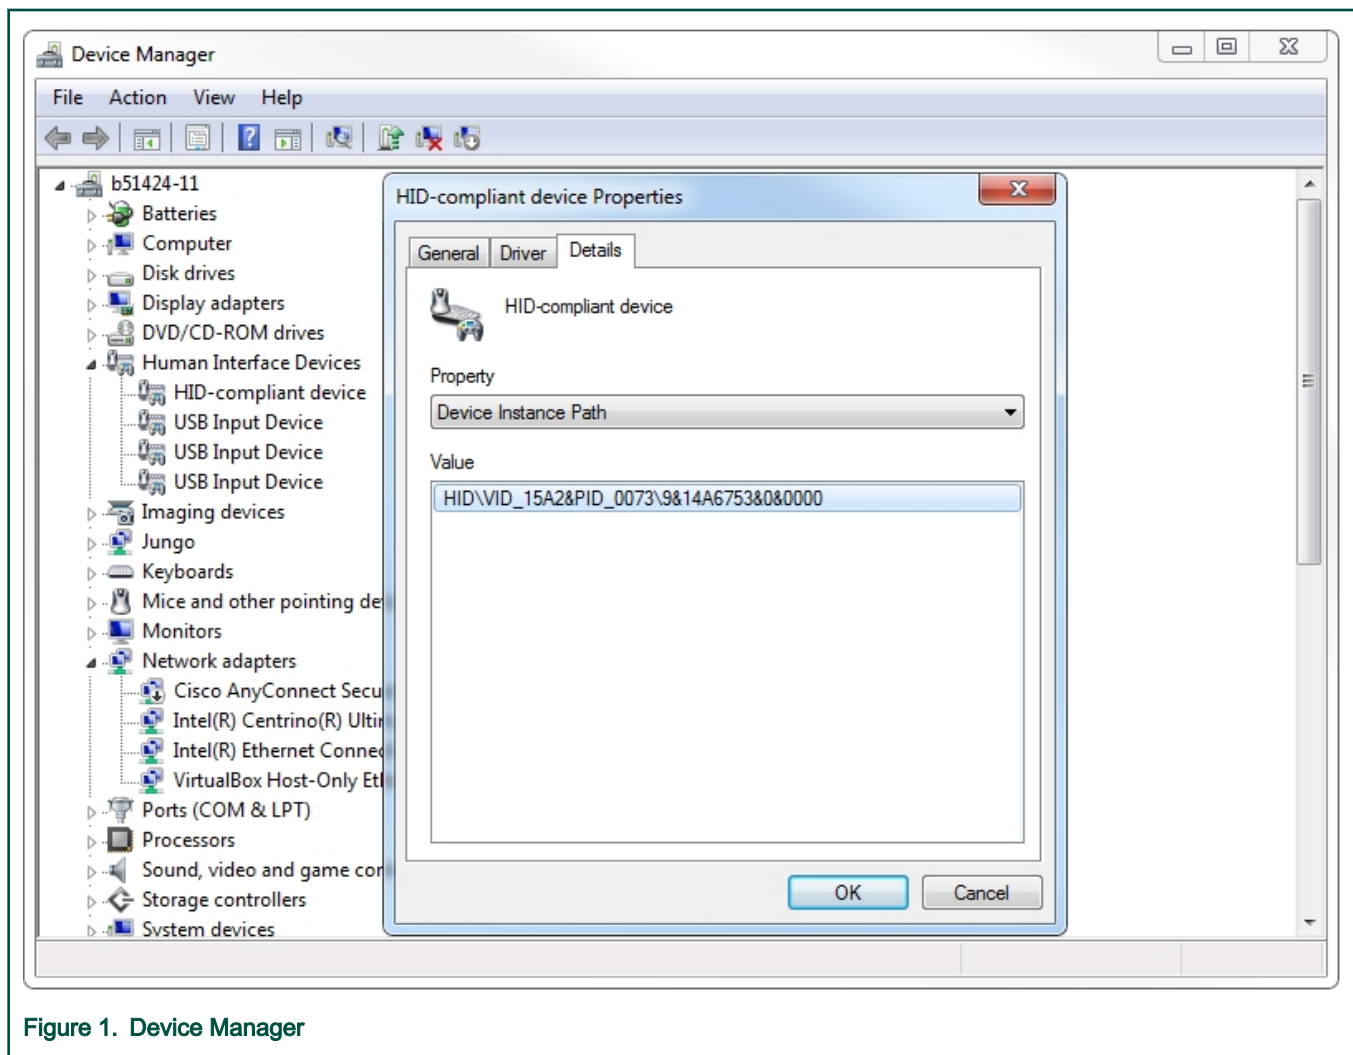 Device Manager
File Action View Help
b51424-11
Batteries
Computer
Disk drives
Display adapters
DVD/CD-ROM drives
Human Interface Devices
HID-compliant device
USB Input Device
USB Input Device
USB Input Device
Imaging devices
Jungo
Keyboards
Mice and other pointing de
Monitors
Network adapters
Cisco AnyConnect Secu
Intel(R) Centrino(R) Ulti
Intel(R) Ethernet Connec
VirtualBox Host-Only Et
Ports (COM & LPT)
Processors
Sound, video and game con
Storage controllers
System devices
HID-compliant device Properties
General Driver Details
HID-compliant device
Property
Device Instance Path
Value
HID\VID_15A2&PID_0073\9&14A6753&0&0000
OK Cancel
Figure 1. Device Manager